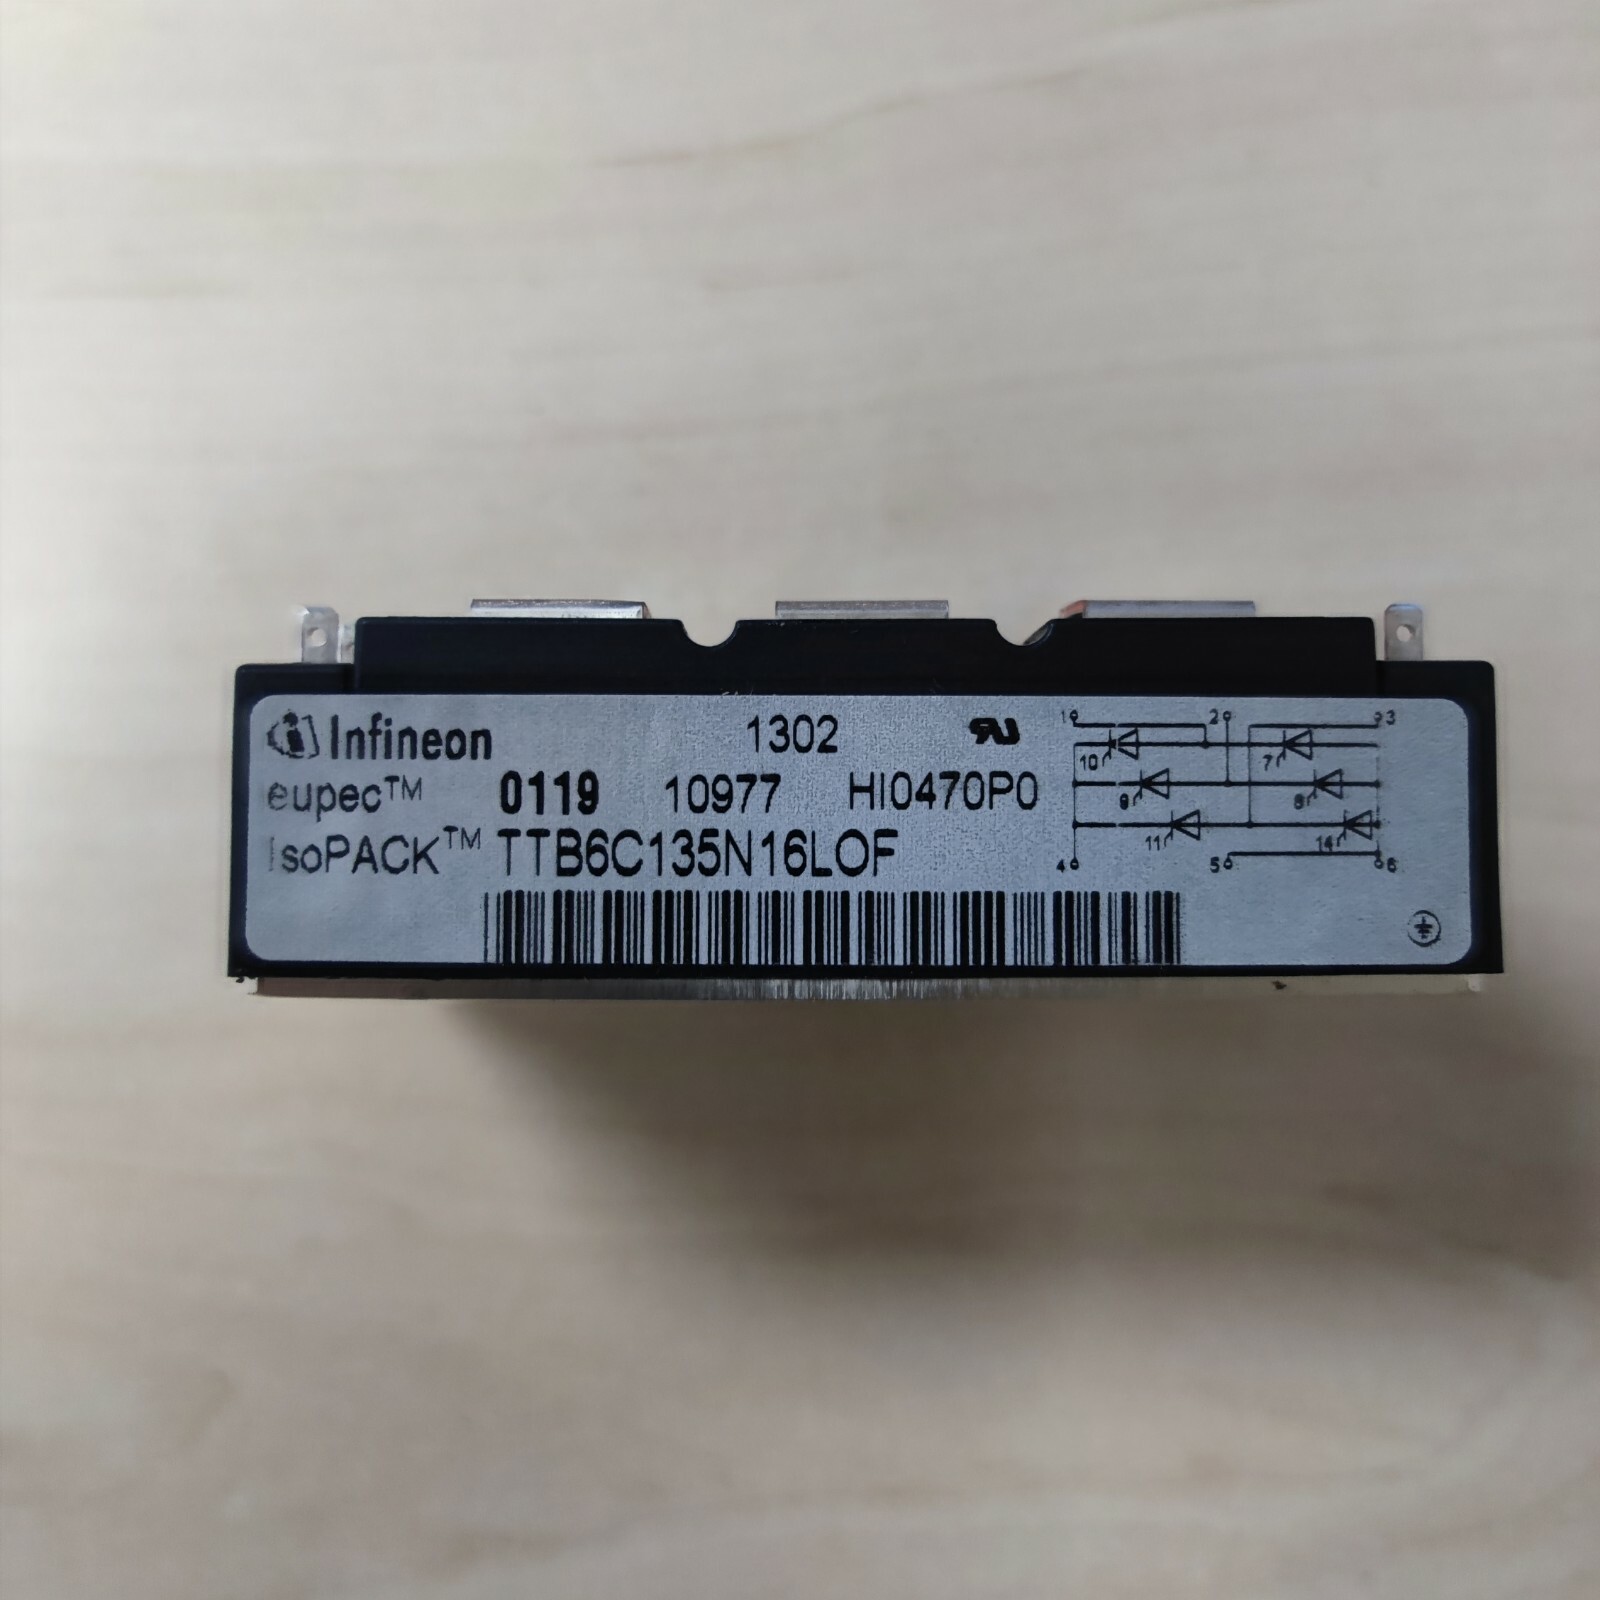 Infineon 1302
eupec™ 0119 10977 HI0470P0
IsoPACK™ TTB6C135N16LOF
1 2 3
10 7
9 8
11 14
4 5 6